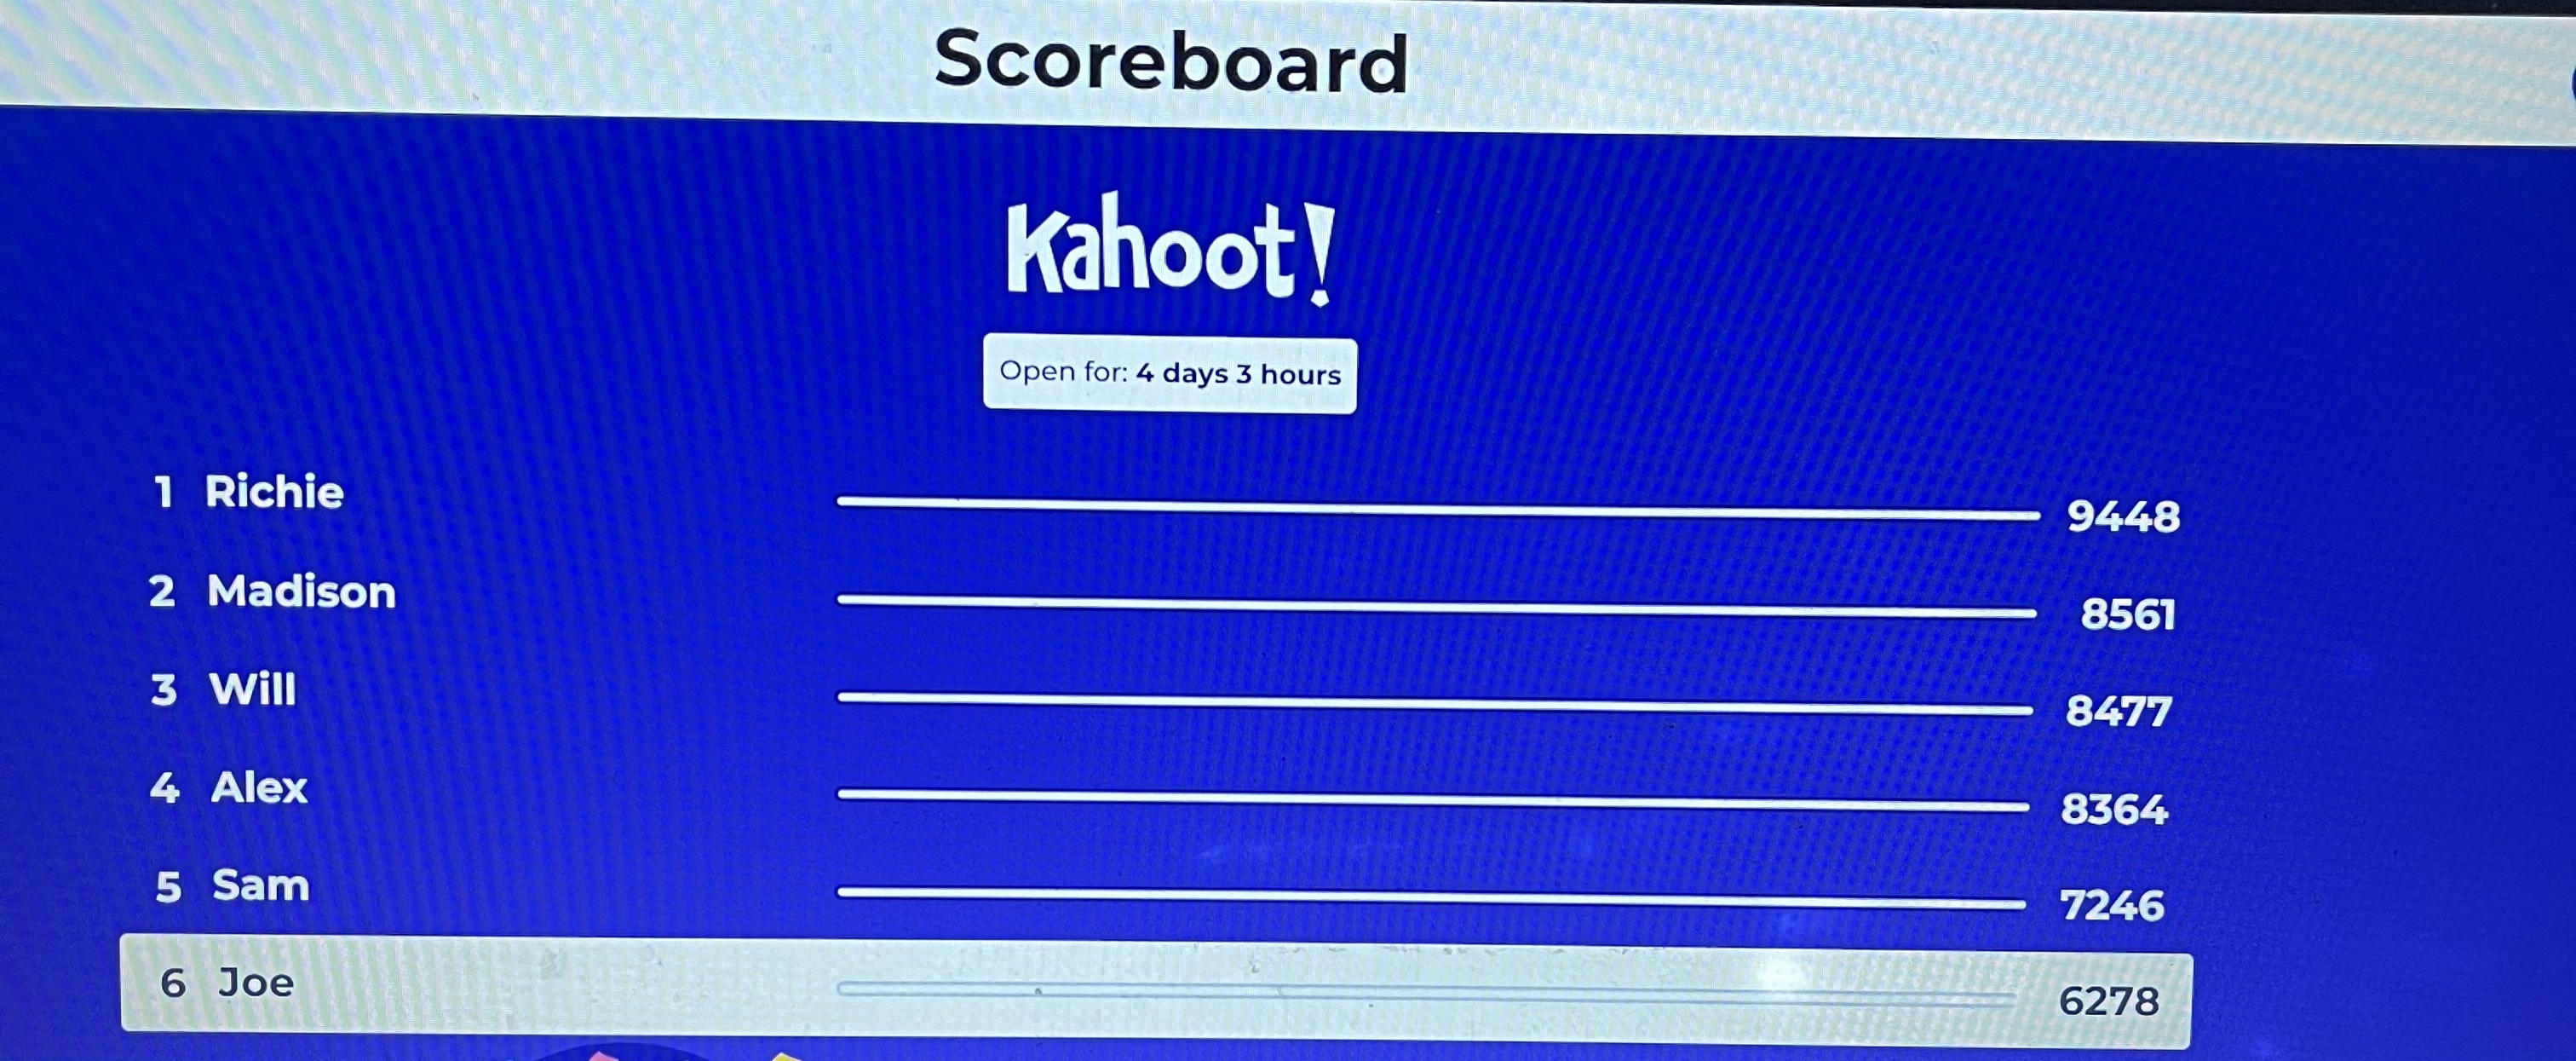 Scoreboard
Kahoot!
Open for: 4 days 3 hours
1 Richie 9448
2 Madison 8561
3 Will 8477
4 Alex 8364
5 Sam 7246
6 Joe 6278